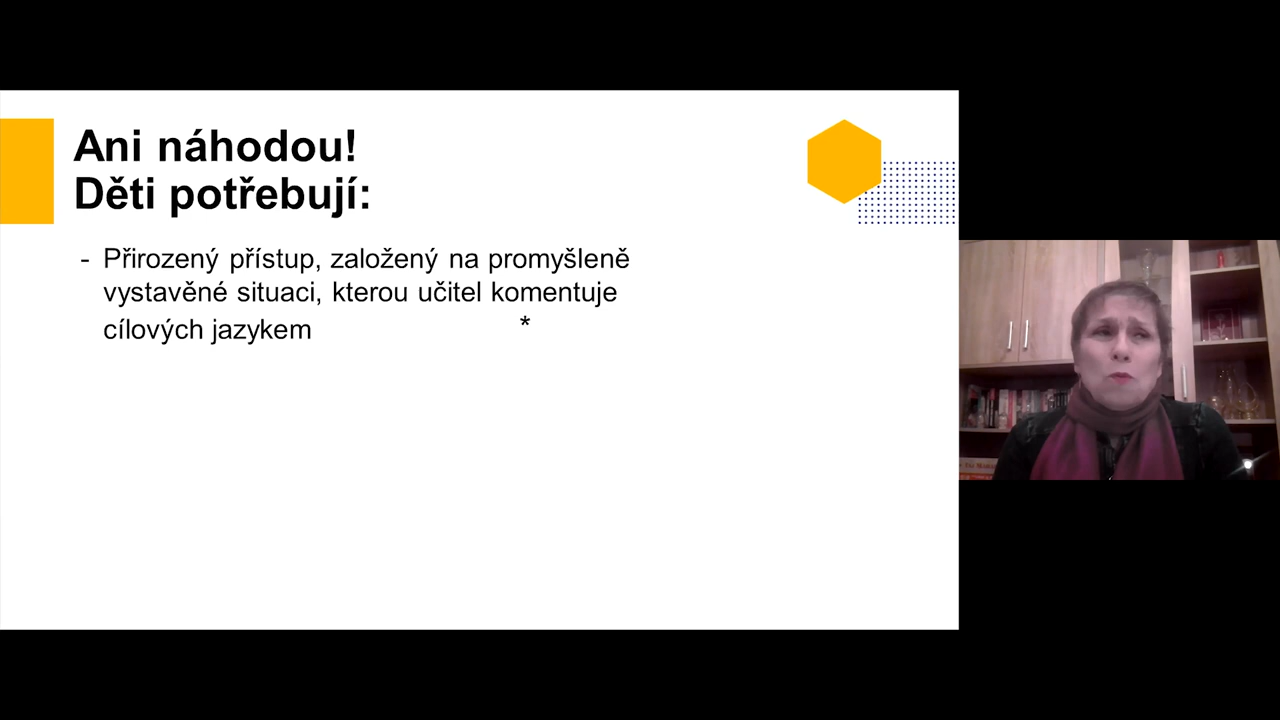 Ani náhodou!
Děti potřebují:
- Přirozený přístup, založený na promyšleně
vystavěné situaci, kterou učitel komentuje
cílových jazykem
*